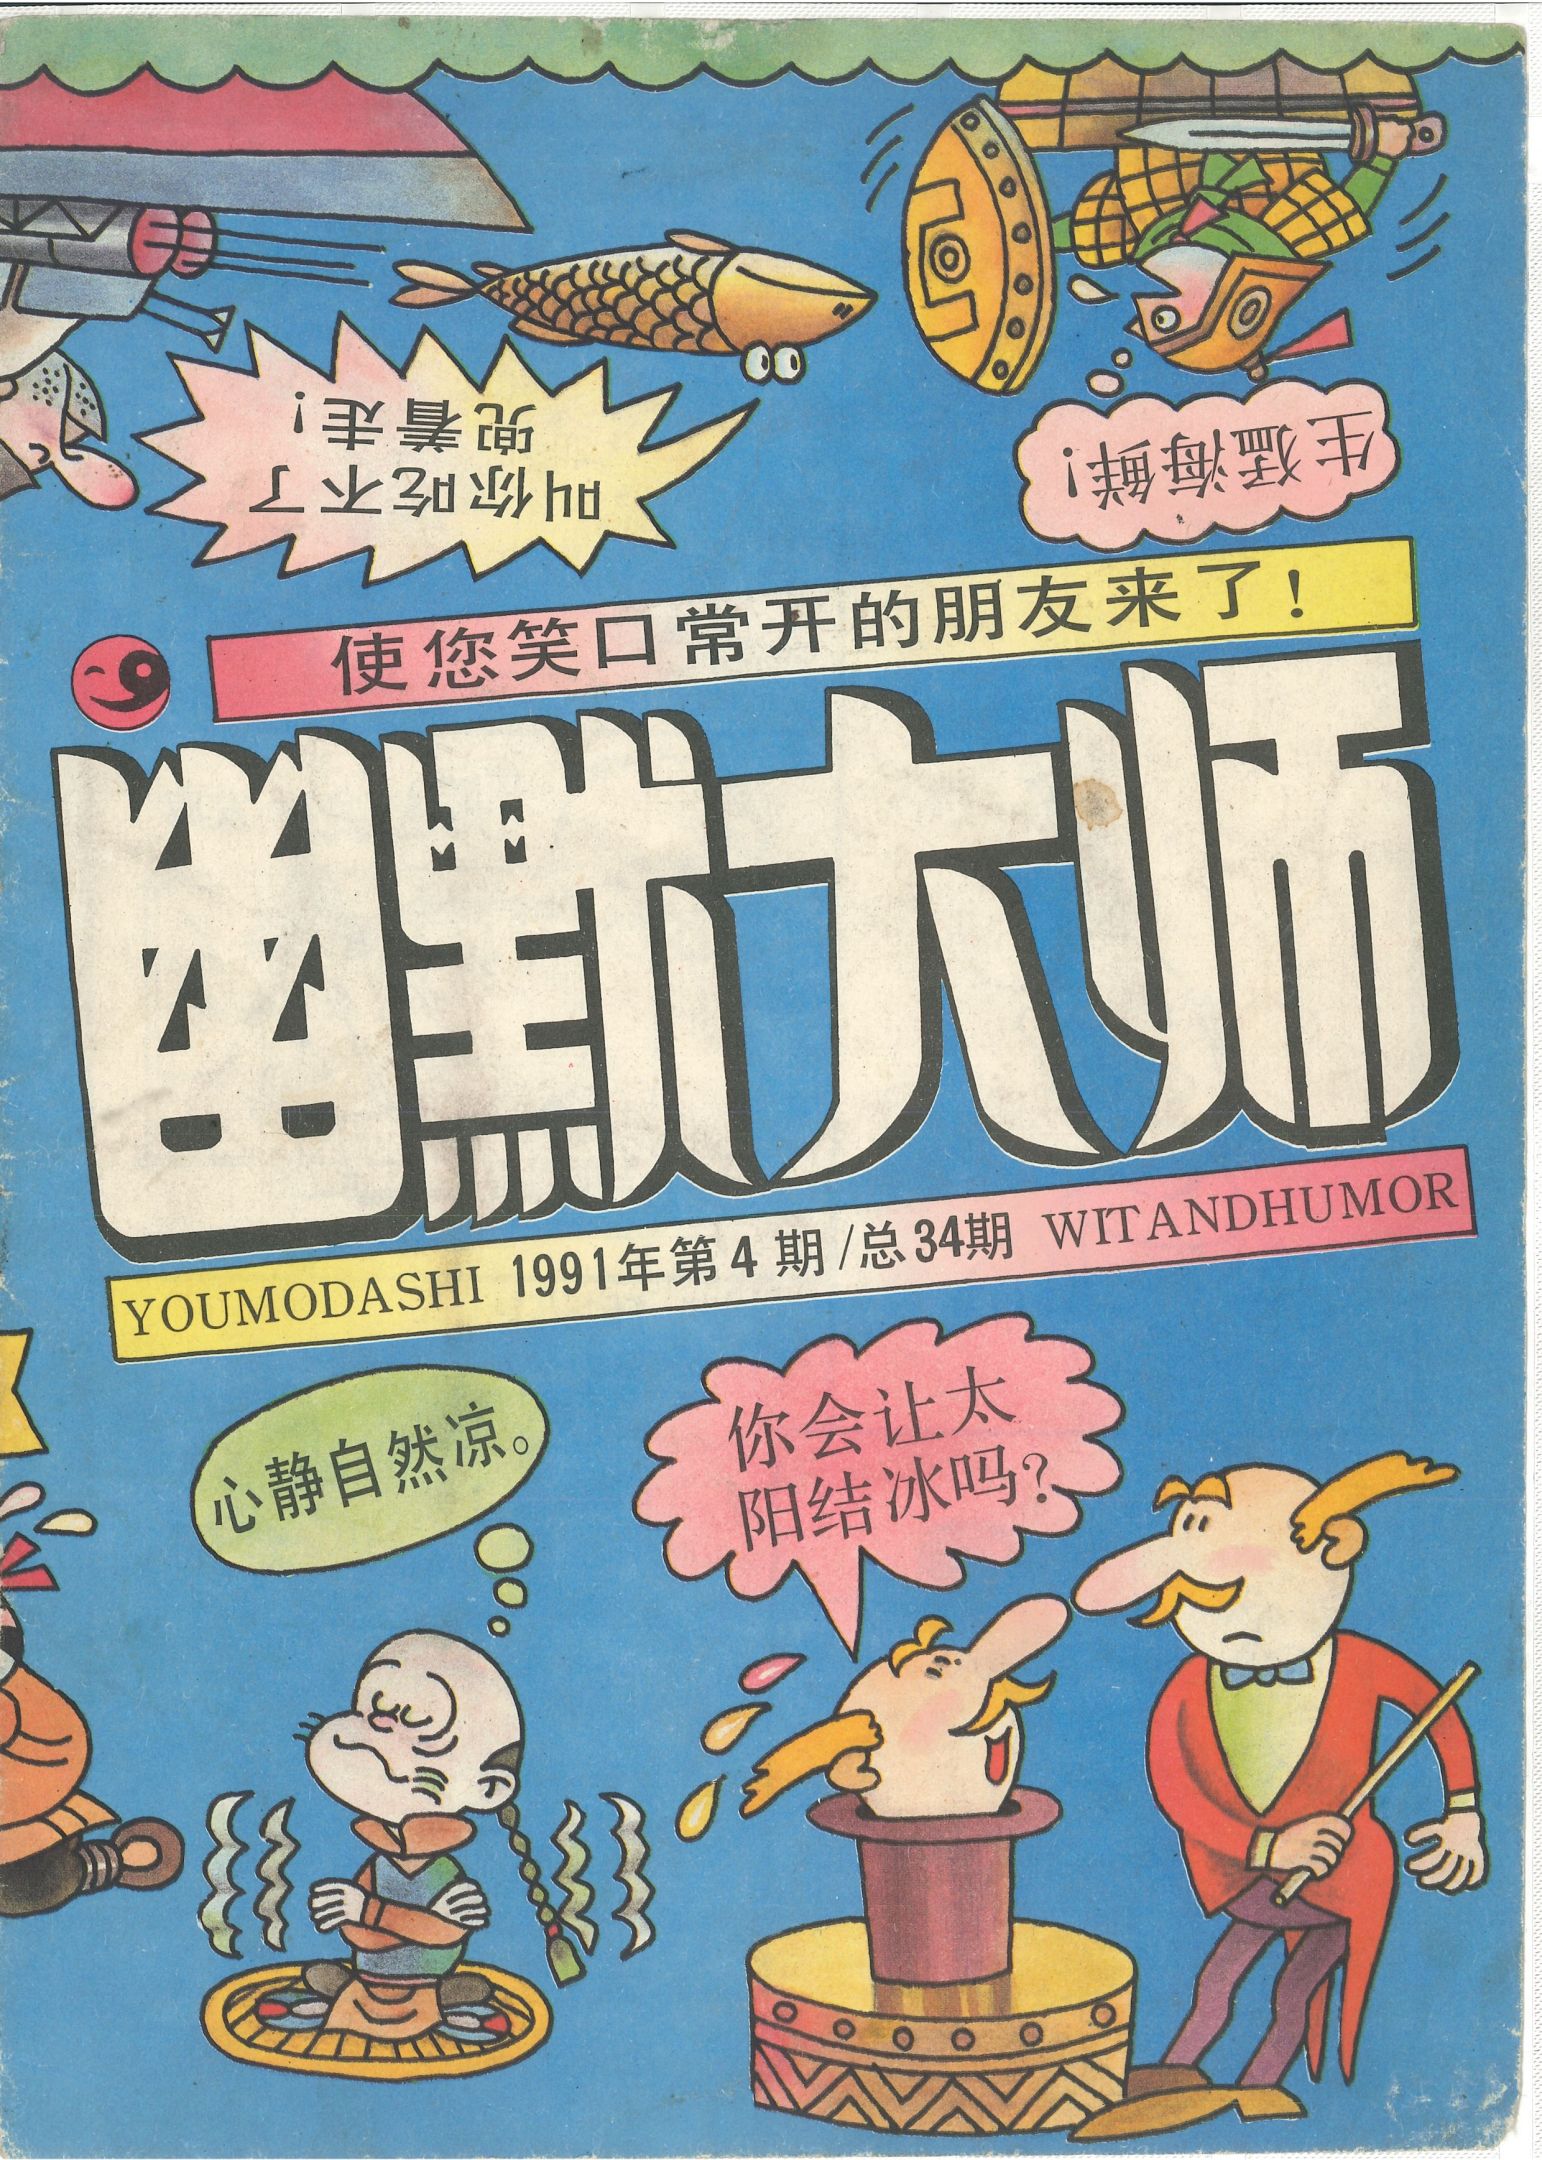 叫你吃不了
兜着走！
生猛海鲜！
使您笑口常开的朋友来了！
幽默大师
YOUMODASHI 1991年第4期/总34期 WITANDHUMOR
心静自然凉。
你会让太
阳结冰吗？